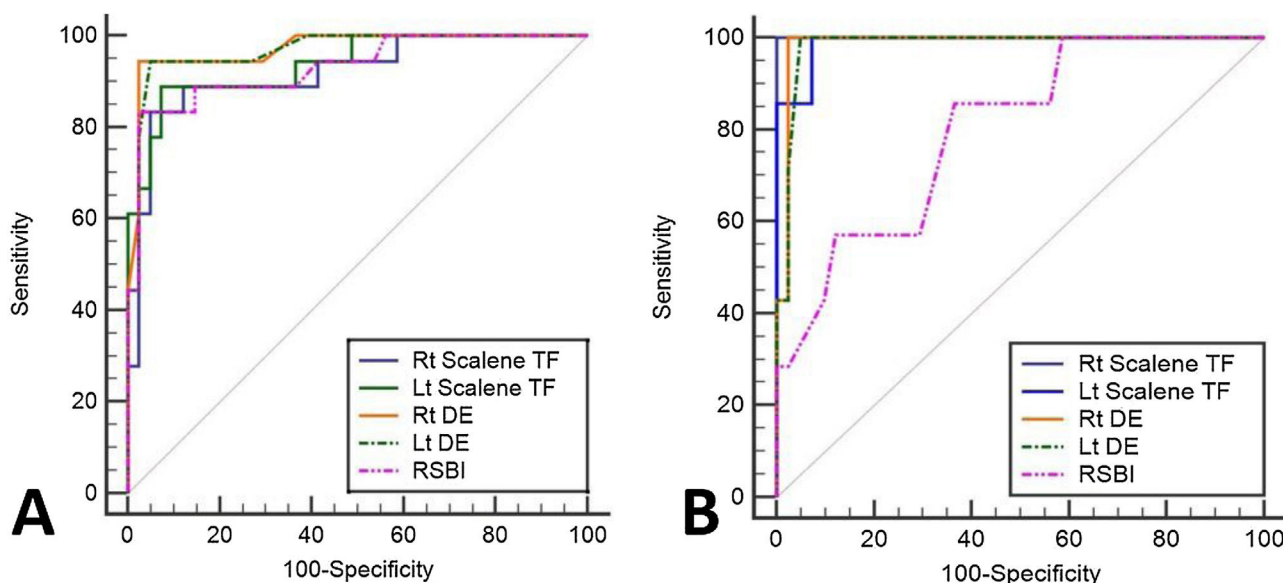 100
80
60
40
20
0
Sensitivity
0 20 40 60 80 100
100-Specificity
Rt Scalene TF
Lt Scalene TF
Rt DE
Lt DE
RSBI
A
100
80
60
40
20
0
Sensitivity
0 20 40 60 80 100
100-Specificity
Rt Scalene TF
Lt Scalene TF
Rt DE
Lt DE
RSBI
B